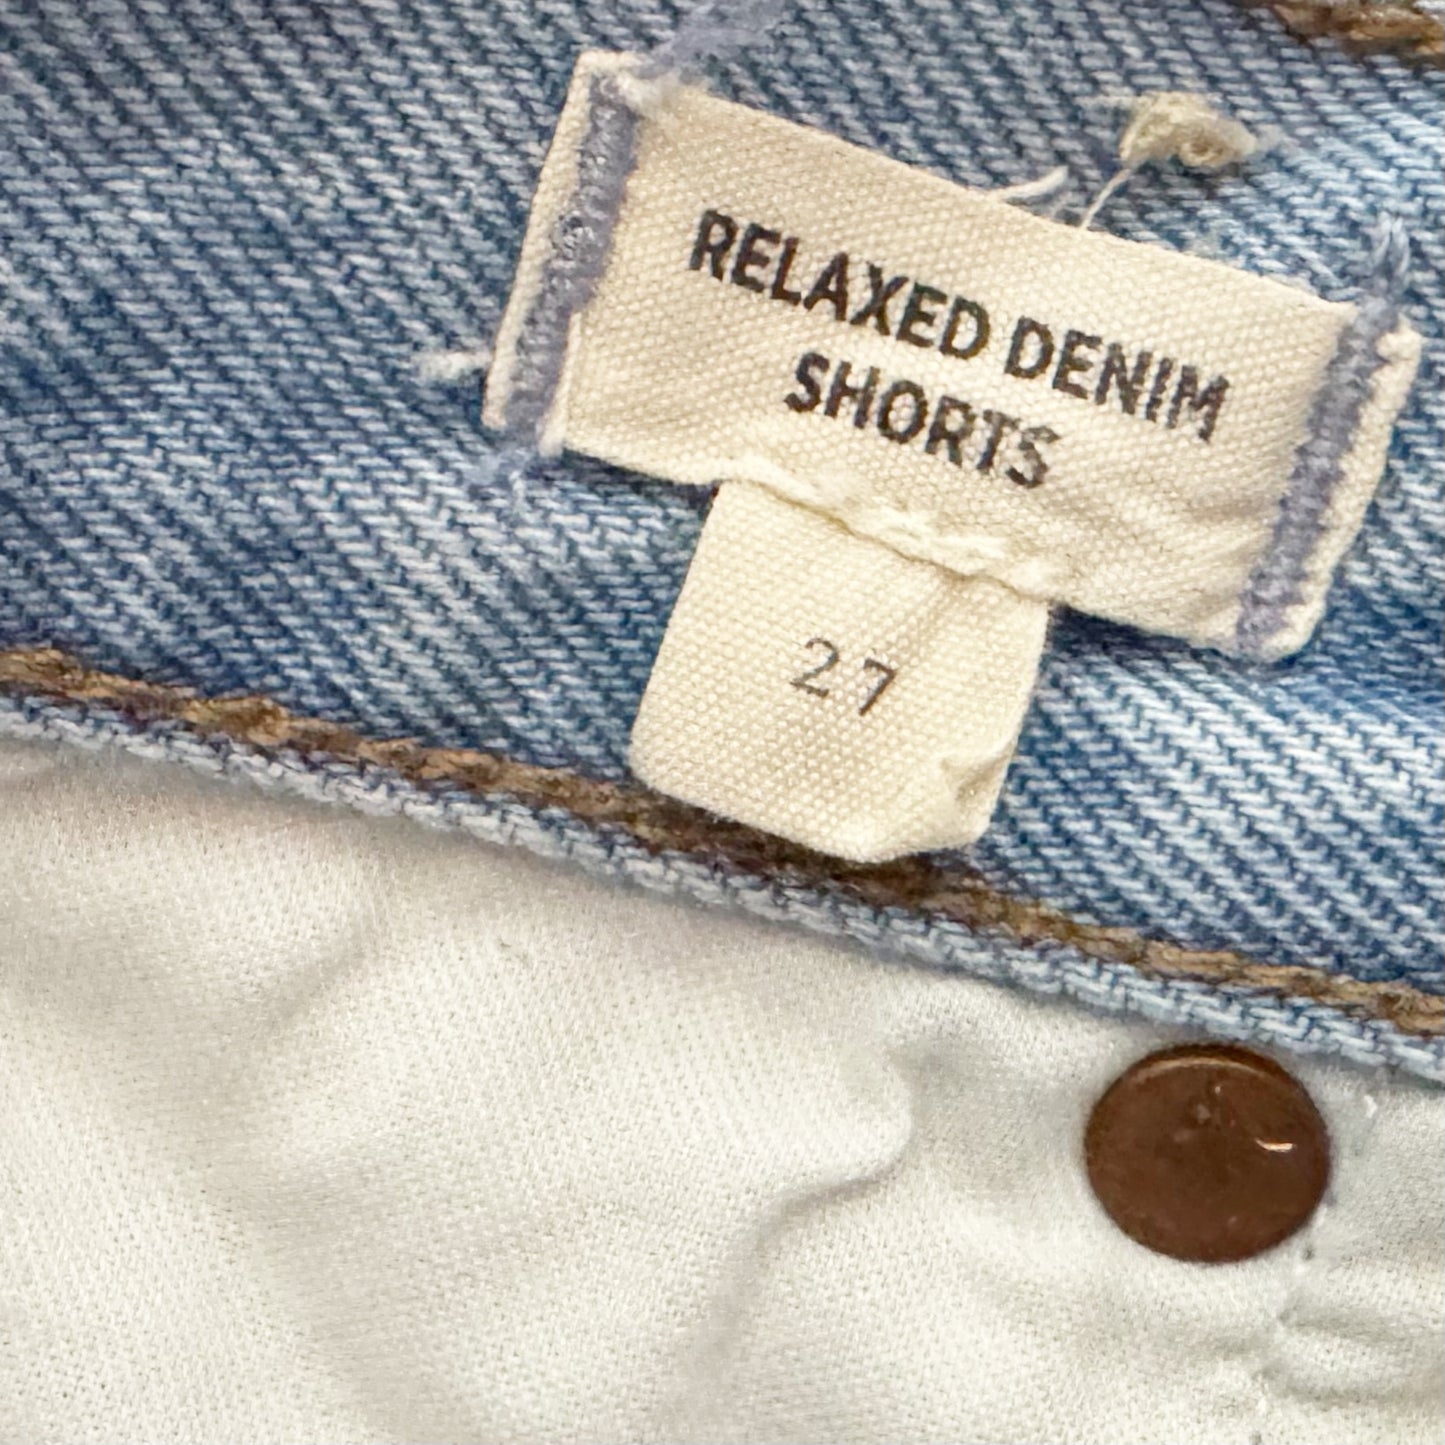 RELAXED DENIM
SHORTS
27